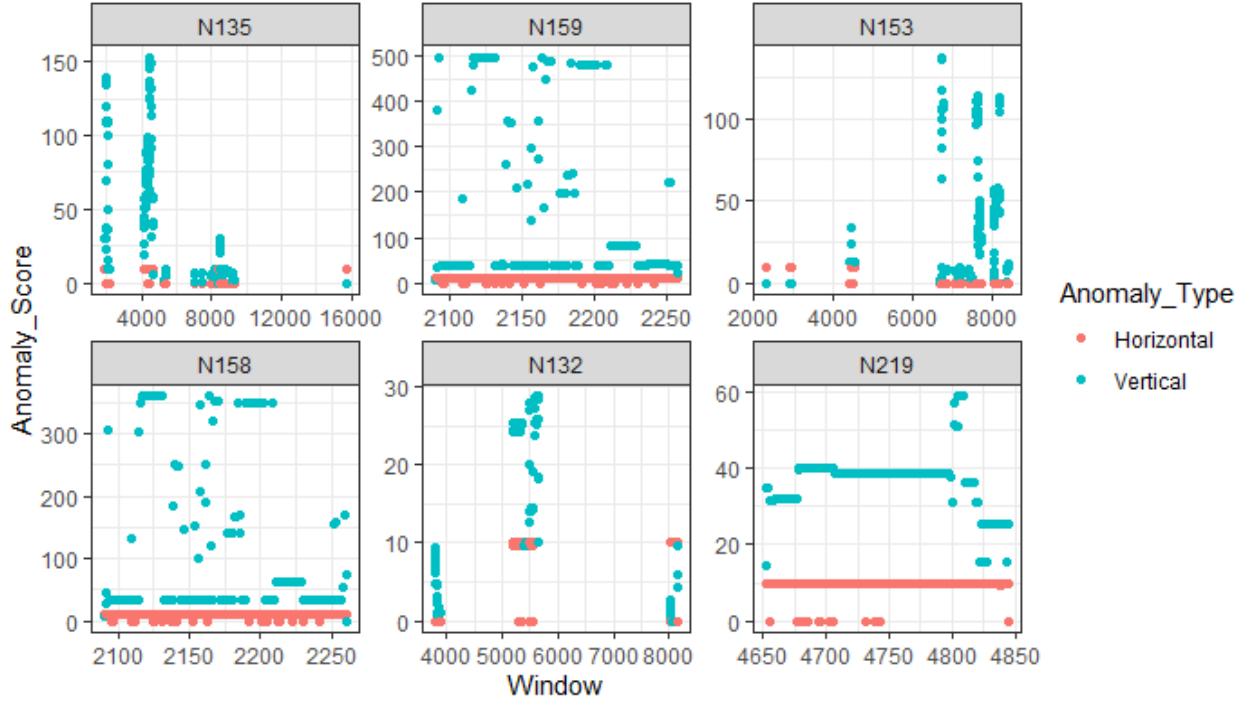 N135 N159 N153
150
100
50
0
4000 8000 12000 16000
500
400
300
200
100
0
2100 2150 2200 2250
100
50
0
2000 4000 6000 8000
Anomaly_Score
N158 N132 N219
300
200
100
0
2100 2150 2200 2250
30
20
10
0
4000 5000 6000 7000 8000
60
40
20
0
4650 4700 4750 4800 4850
Window
Anomaly_Type
Horizontal
Vertical